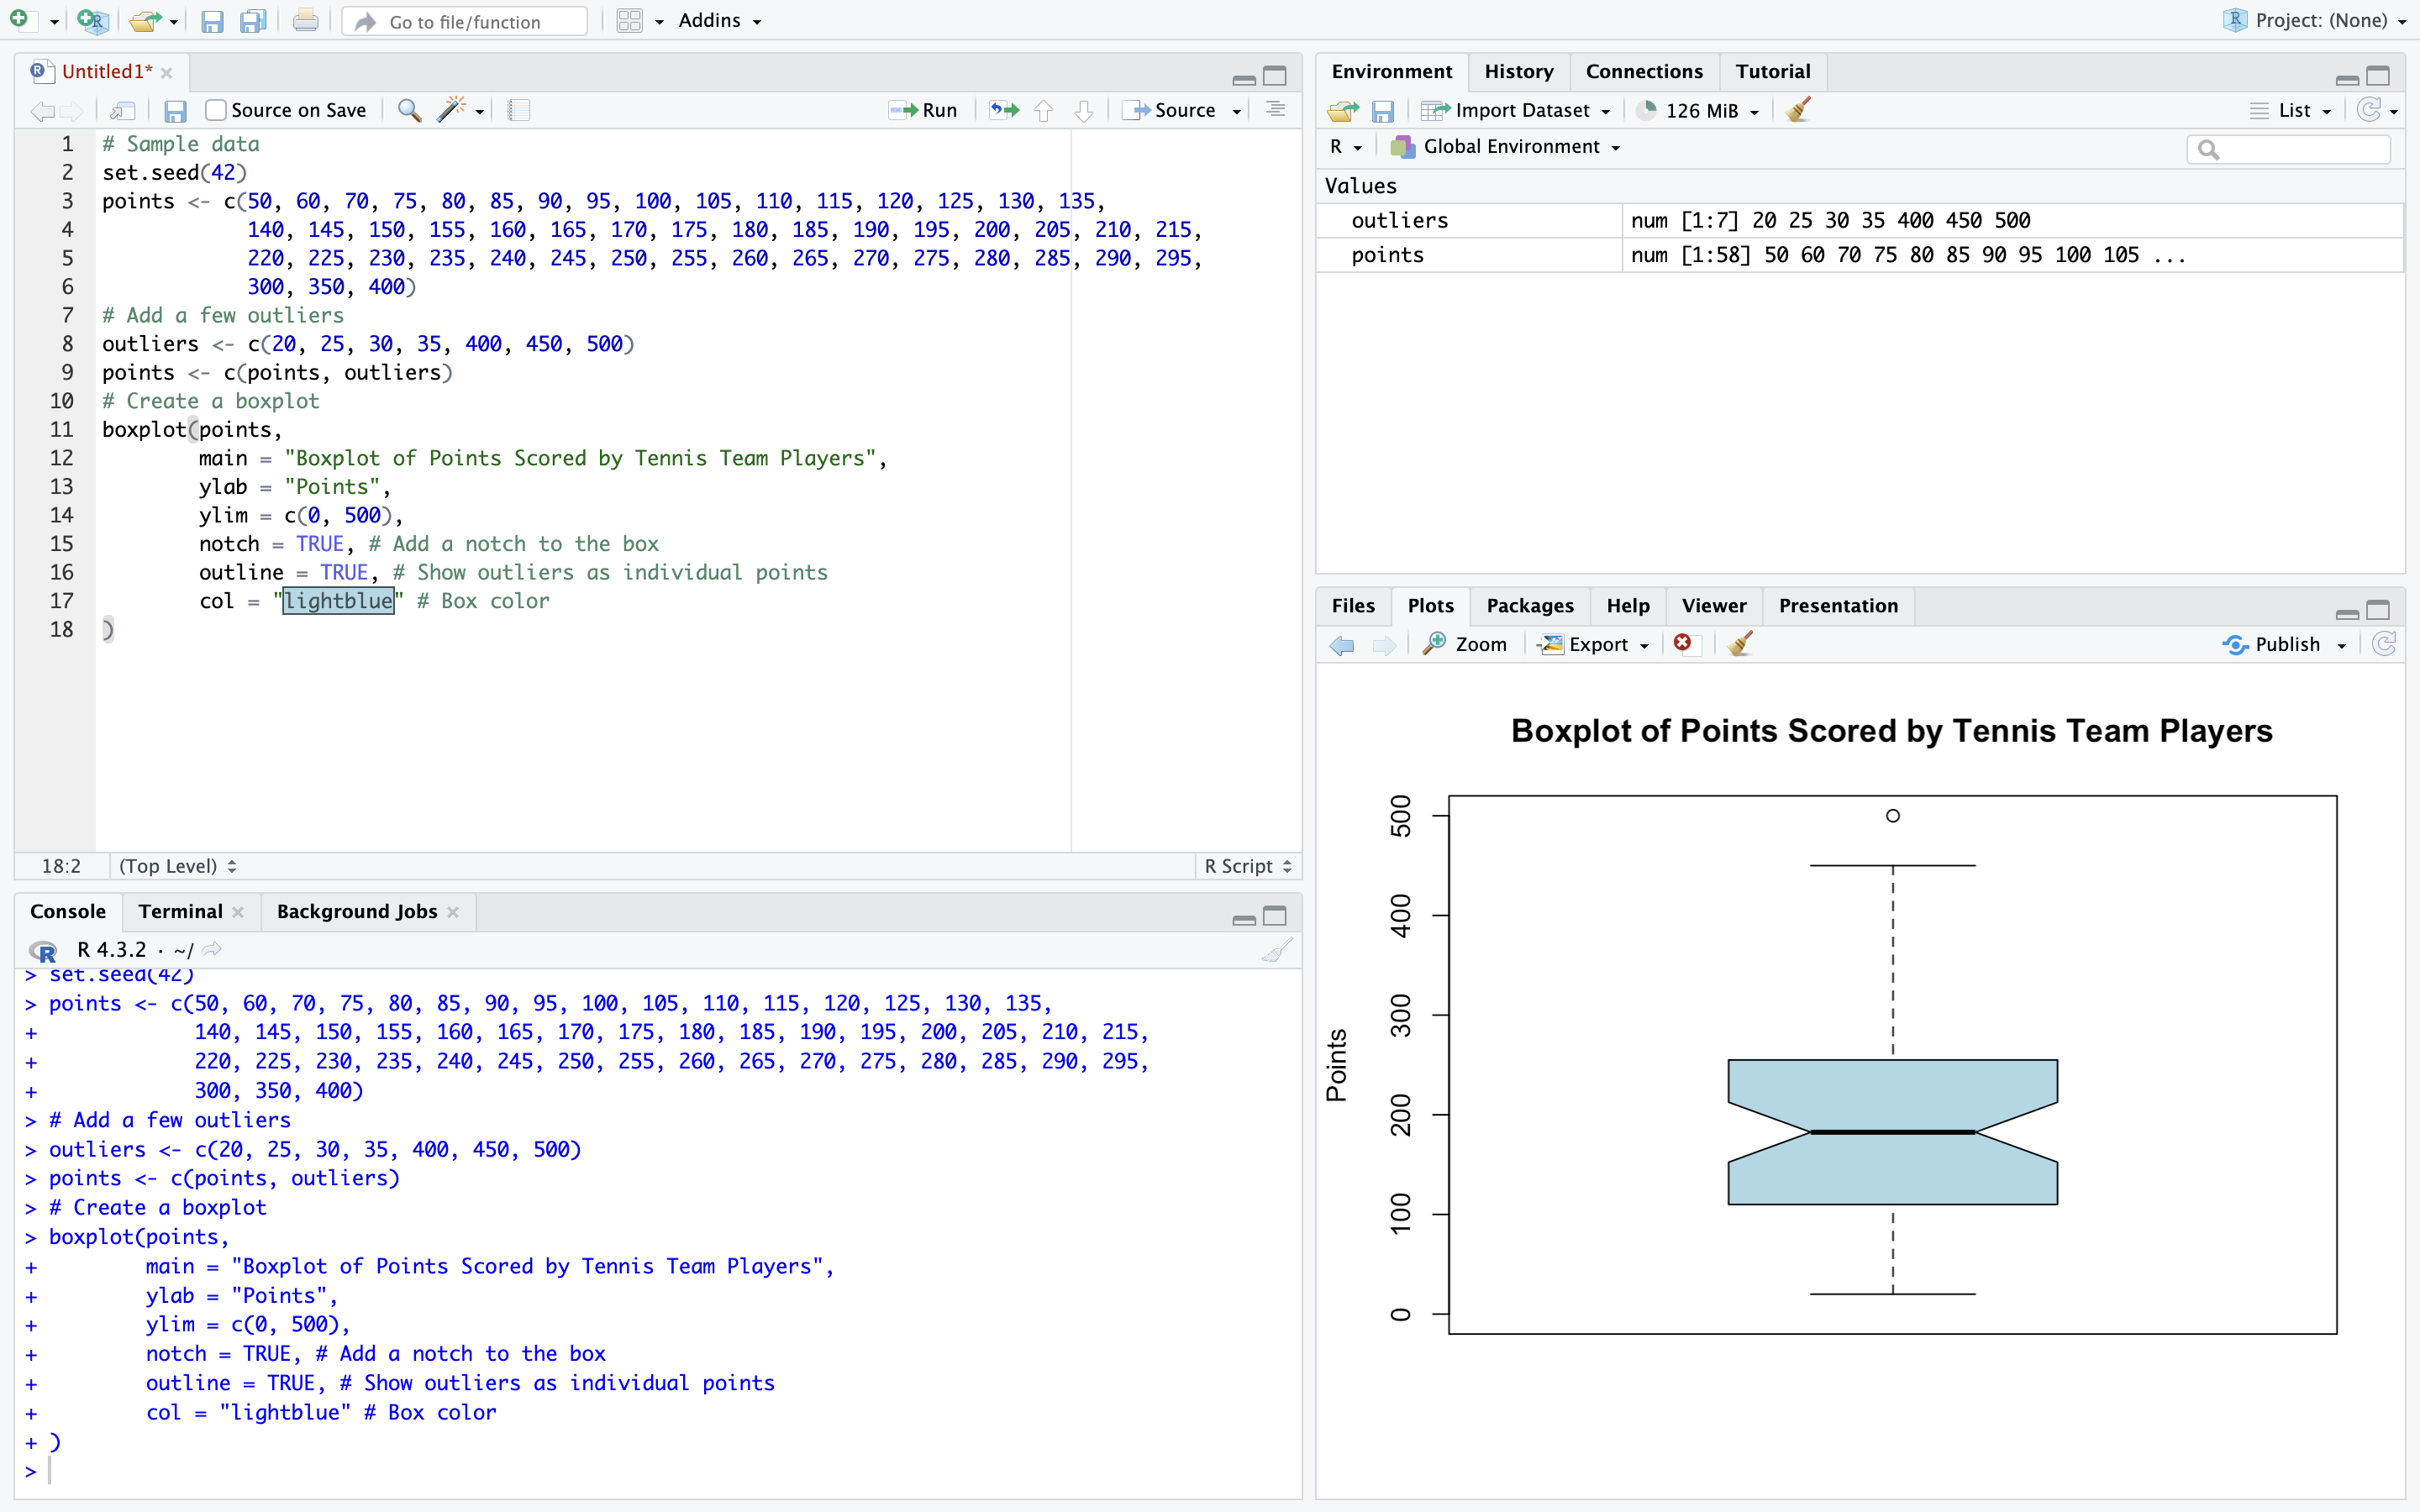 Go to file/function
Addins
Project: (None)
Untitled1*
Source on Save
Run
Source
1 # Sample data
2 set.seed(42)
3 points <- c(50, 60, 70, 75, 80, 85, 90, 95, 100, 105, 110, 115, 120, 125, 130, 135,
4 140, 145, 150, 155, 160, 165, 170, 175, 180, 185, 190, 195, 200, 205, 210, 215,
5 220, 225, 230, 235, 240, 245, 250, 255, 260, 265, 270, 275, 280, 285, 290, 295,
6 300, 350, 400)
7 # Add a few outliers
8 outliers <- c(20, 25, 30, 35, 400, 450, 500)
9 points <- c(points, outliers)
10 # Create a boxplot
11 boxplot(points,
12 main = "Boxplot of Points Scored by Tennis Team Players",
13 ylab = "Points",
14 ylim = c(0, 500),
15 notch = TRUE, # Add a notch to the box
16 outline = TRUE, # Show outliers as individual points
17 col = "lightblue" # Box color
18 )
18:2 (Top Level) R Script
Console Terminal Background Jobs
R 4.3.2 · ~/
> set.seed(42)
> points <- c(50, 60, 70, 75, 80, 85, 90, 95, 100, 105, 110, 115, 120, 125, 130, 135,
+ 140, 145, 150, 155, 160, 165, 170, 175, 180, 185, 190, 195, 200, 205, 210, 215,
+ 220, 225, 230, 235, 240, 245, 250, 255, 260, 265, 270, 275, 280, 285, 290, 295,
+ 300, 350, 400)
> # Add a few outliers
> outliers <- c(20, 25, 30, 35, 400, 450, 500)
> points <- c(points, outliers)
> # Create a boxplot
> boxplot(points,
+ main = "Boxplot of Points Scored by Tennis Team Players",
+ ylab = "Points",
+ ylim = c(0, 500),
+ notch = TRUE, # Add a notch to the box
+ outline = TRUE, # Show outliers as individual points
+ col = "lightblue" # Box color
+ )
>
Environment History Connections Tutorial
Import Dataset 126 MiB List
R Global Environment
Values
outliers num [1:7] 20 25 30 35 400 450 500
points num [1:58] 50 60 70 75 80 85 90 95 100 105 ...
Files Plots Packages Help Viewer Presentation
Zoom Export Publish
Boxplot of Points Scored by Tennis Team Players
Points
500
400
300
200
100
0